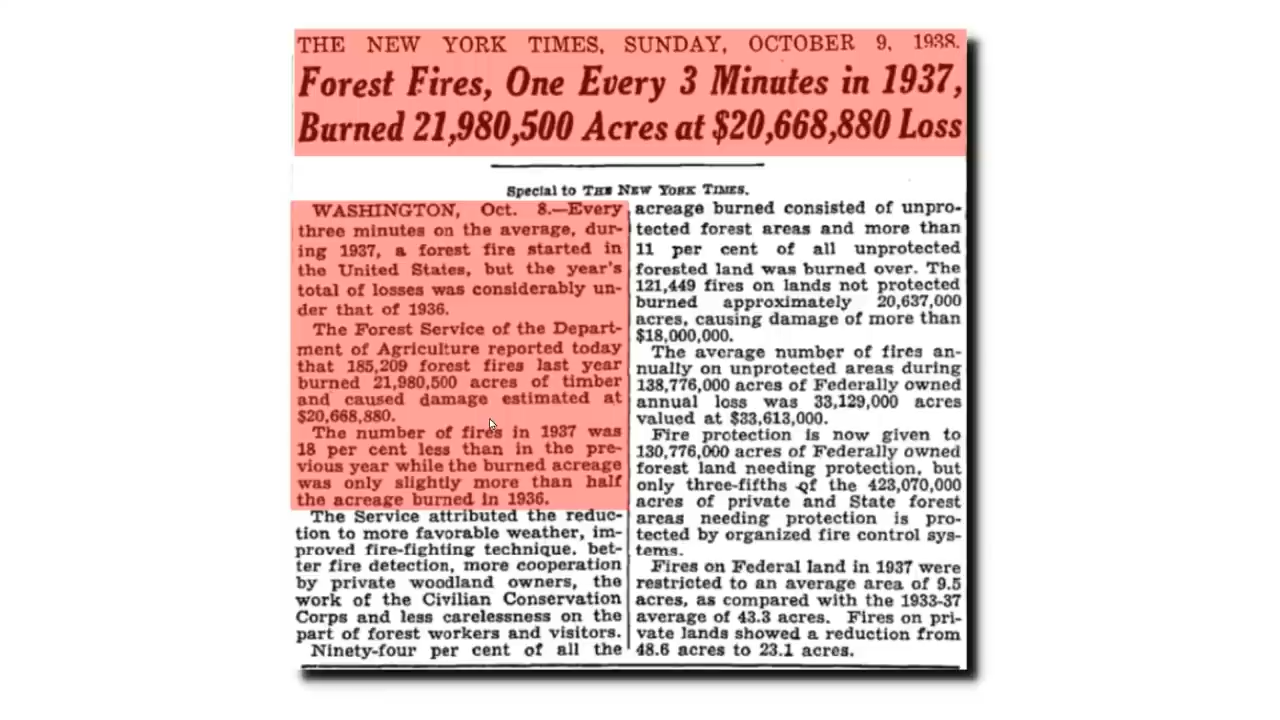 THE NEW YORK TIMES, SUNDAY, OCTOBER 9, 1938.
Forest Fires, One Every 3 Minutes in 1937,
Burned 21,980,500 Acres at $20,668,880 Loss
Special to THE NEW YORK TIMES.
WASHINGTON, Oct. 8.—Every
three minutes on the average, dur-
ing 1937, a forest fire started in
the United States, but the year's
total of losses was considerably un-
der that of 1936.
The Forest Service of the Depart-
ment of Agriculture reported today
that 185,209 forest fires last year
burned 21,980,500 acres of timber
and caused damage estimated at
$20,668,880.
The number of fires in 1937 was
18 per cent less than in the pre-
vious year while the burned acreage
was only slightly more than half
the acreage burned in 1936.
The Service attributed the reduc-
tion to more favorable weather, im-
proved fire-fighting technique, bet-
ter fire detection, more cooperation
by private woodland owners, the
work of the Civilian Conservation
Corps and less carelessness on the
part of forest workers and visitors.
Ninety-four per cent of all the
acreage burned consisted of unpro-
tected forest areas and more than
11 per cent of all unprotected
forested land was burned over. The
121,449 fires on lands not protected
burned approximately 20,637,000
acres, causing damage of more than
$18,000,000.
The average number of fires an-
nually on unprotected areas during
138,776,000 acres of Federally owned
annual loss was 33,129,000 acres
valued at $33,613,000.
Fire protection is now given to
130,776,000 acres of Federally owned
forest land needing protection, but
only three-fifths of the 423,070,000
acres of private and State forest
areas needing protection is pro-
tected by organized fire control sys-
tems.
Fires on Federal land in 1937 were
restricted to an average area of 9.5
acres, as compared with the 1933-37
average of 43.3 acres. Fires on pri-
vate lands showed a reduction from
48.6 acres to 23.1 acres.